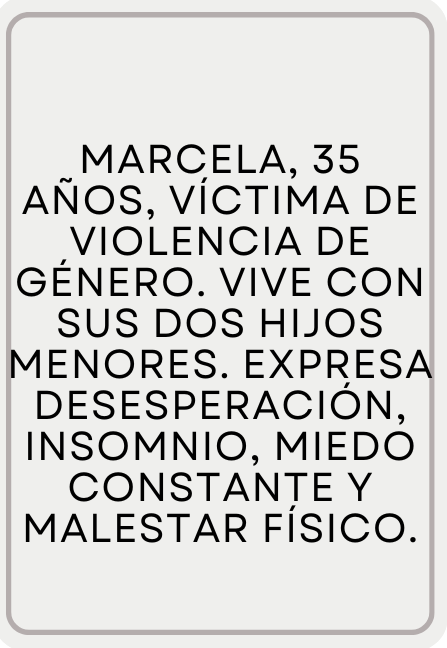 MARCELA, 35
AÑOS, VÍCTIMA DE
VIOLENCIA DE
GÉNERO. VIVE CON
SUS DOS HIJOS
MENORES. EXPRESA
DESESPERACIÓN,
INSOMNIO, MIEDO
CONSTANTE Y
MALESTAR FÍSICO.